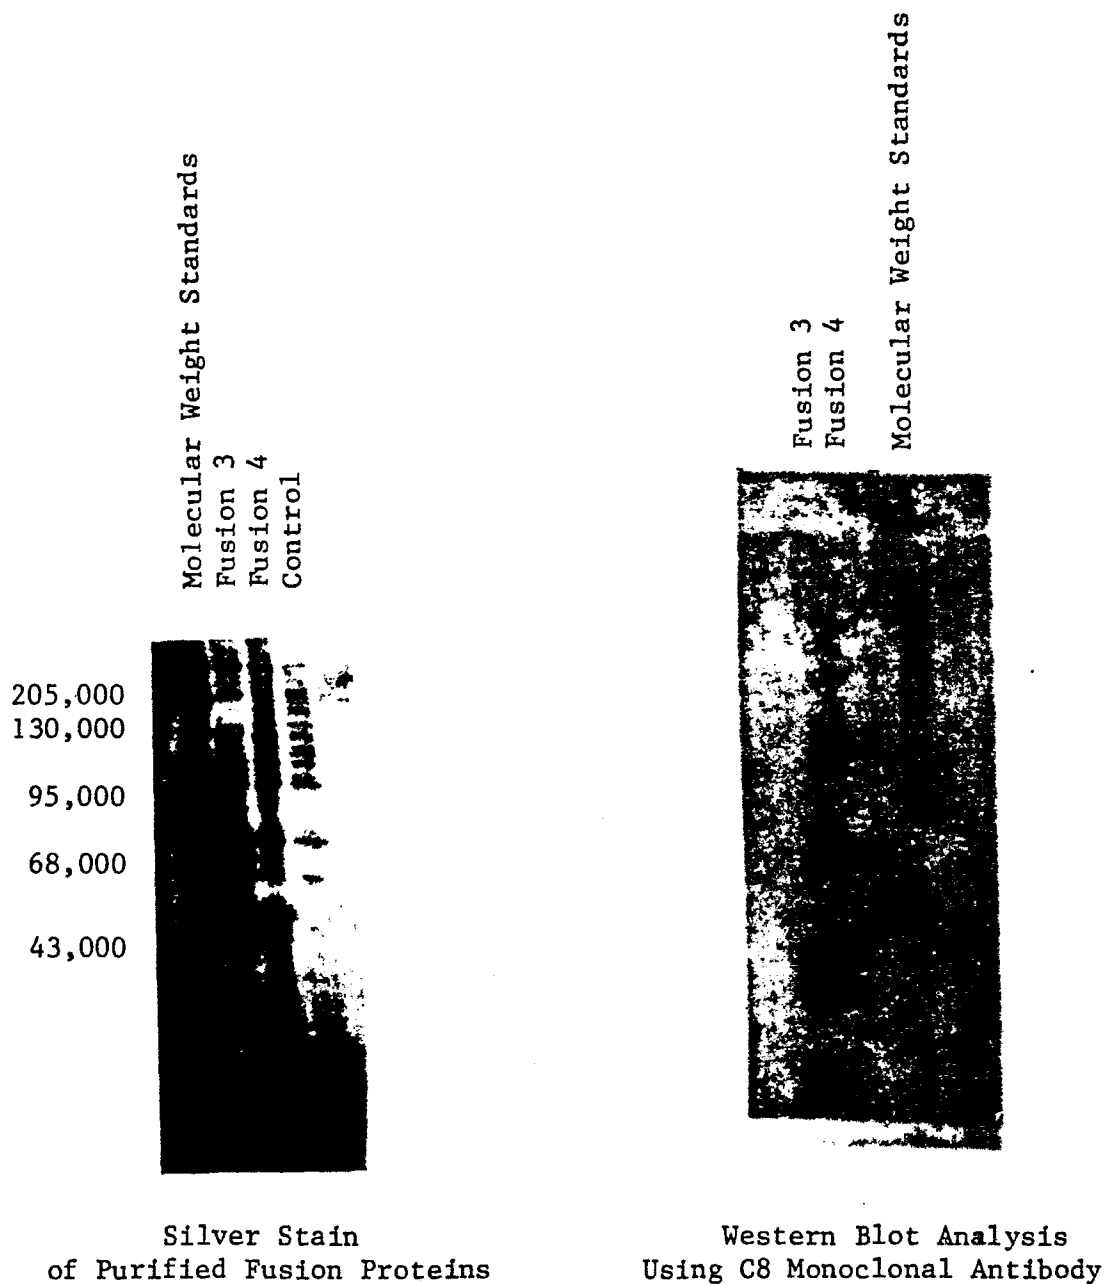 Molecular Weight Standards
Fusion 3
Fusion 4
Control
205,000
130,000
95,000
68,000
43,000
Silver Stain
of Purified Fusion Proteins
Fusion 3
Fusion 4
Molecular Weight Standards
Western Blot Analysis
Using C8 Monoclonal Antibody